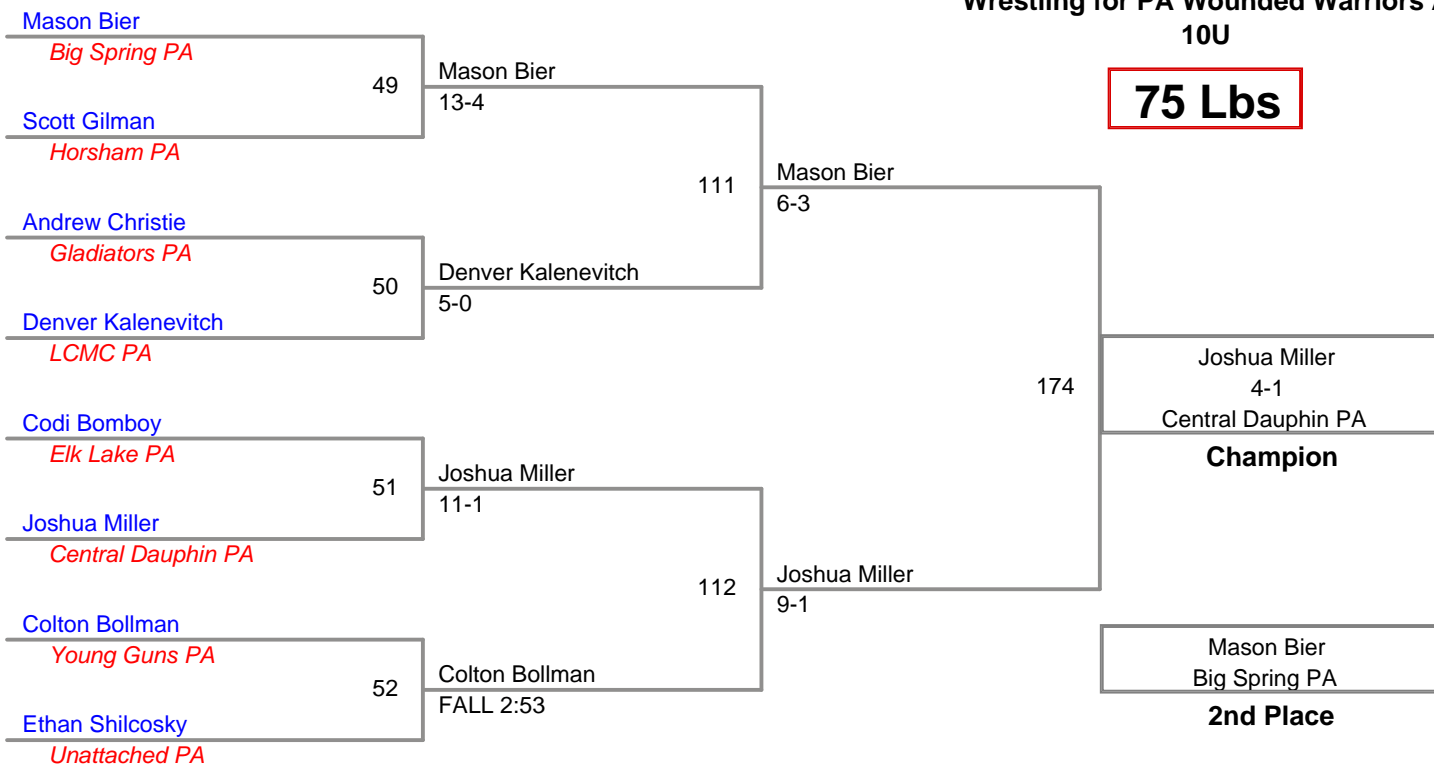 Wrestling for PA Wounded Warriors
10U
75 Lbs
Mason Bier
Big Spring PA
49
Scott Gilman
Horsham PA
Andrew Christie
Gladiators PA
50
Denver Kalenevitch
LCMC PA
Codi Bomboy
Elk Lake PA
51
Joshua Miller
Central Dauphin PA
Colton Bollman
Young Guns PA
52
Ethan Shilcosky
Unattached PA
Mason Bier
13-4
111
Denver Kalenevitch
5-0
Joshua Miller
11-1
112
Colton Bollman
FALL 2:53
Mason Bier
6-3
174
Joshua Miller
9-1
Joshua Miller
4-1
Central Dauphin PA
Champion
Mason Bier
Big Spring PA
2nd Place